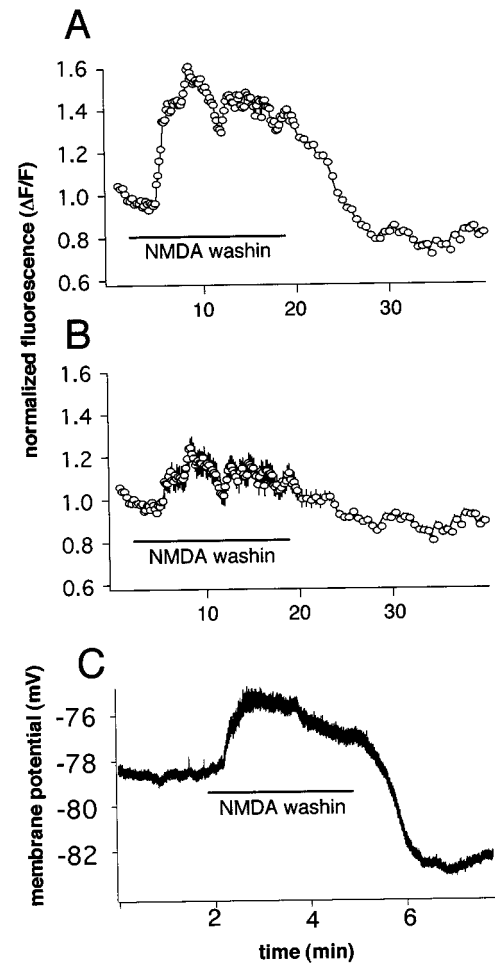 A
normalized fluorescence (ΔF/F)
1.6
1.4
1.2
1.0
0.8
0.6
NMDA washin
10 20 30
B
1.6
1.4
1.2
1.0
0.8
0.6
NMDA washin
10 20 30
C
membrane potential (mV)
-76
-78
-80
-82
NMDA washin
2 4 6
time (min)